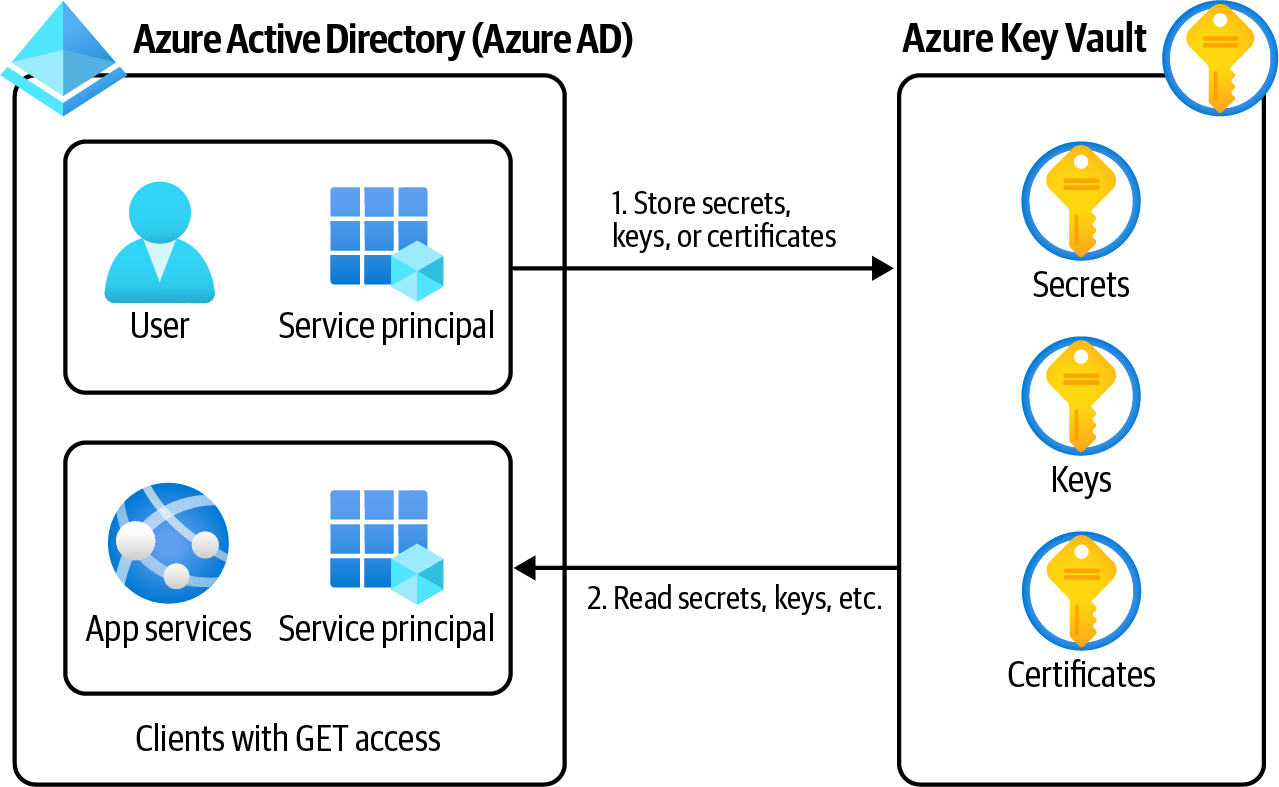 Azure Active Directory (Azure AD)
Azure Key Vault
User
Service principal
1. Store secrets,
keys, or certificates
Secrets
Keys
App services
Service principal
2. Read secrets, keys, etc.
Certificates
Clients with GET access